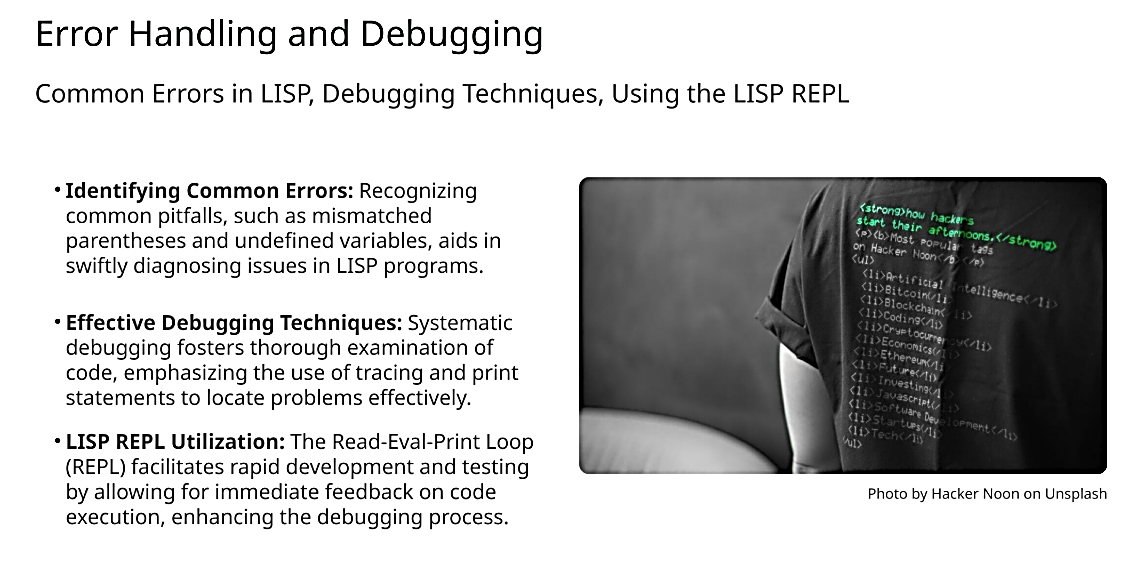 Error Handling and Debugging
Common Errors in LISP, Debugging Techniques, Using the LISP REPL
• Identifying Common Errors: Recognizing
common pitfalls, such as mismatched
parentheses and undefined variables, aids in
swiftly diagnosing issues in LISP programs.
• Effective Debugging Techniques: Systematic
debugging fosters thorough examination of
code, emphasizing the use of tracing and print
statements to locate problems effectively.
• LISP REPL Utilization: The Read-Eval-Print Loop
(REPL) facilitates rapid development and testing
by allowing for immediate feedback on code
execution, enhancing the debugging process.
<strong>how hackers
start their afternoons.</strong>
<p><b>Most popular tags
on Hacker Noon</b></p>
<ul>
<li>Artificial Intelligence</li>
<li>Bitcoin</li>
<li>Blockchain</li>
<li>Coding</li>
<li>Cryptocurrency</li>
<li>Economics</li>
<li>Ethereum</li>
<li>Future</li>
<li>Investing</li>
<li>Javascript</li>
<li>Software Development</li>
<li>Startups</li>
<li>Tech</li>
</ul>
Photo by Hacker Noon on Unsplash